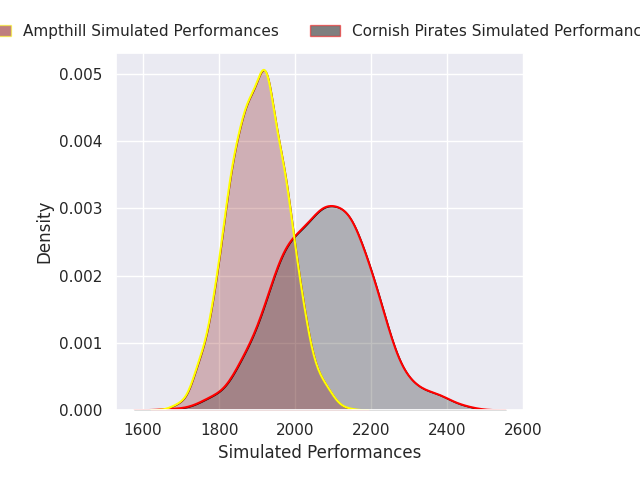 Ampthill Simulated Performances
Cornish Pirates Simulated Performanc
0.005
0.004
0.003
0.002
0.001
0.000
Density
1600 1800 2000 2200 2400 2600
Simulated Performances